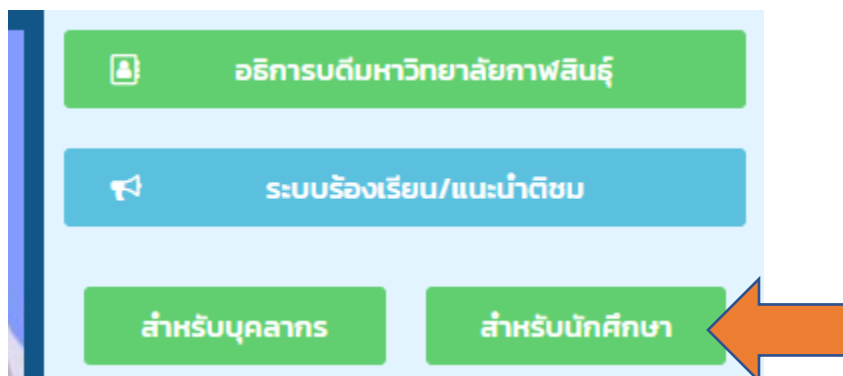 อธิการบดีมหาวิทยาลัยกาฬสินธุ์
ระบบร้องเรียน/แนะนำติชม
สำหรับบุคลากร สำหรับนักศึกษา